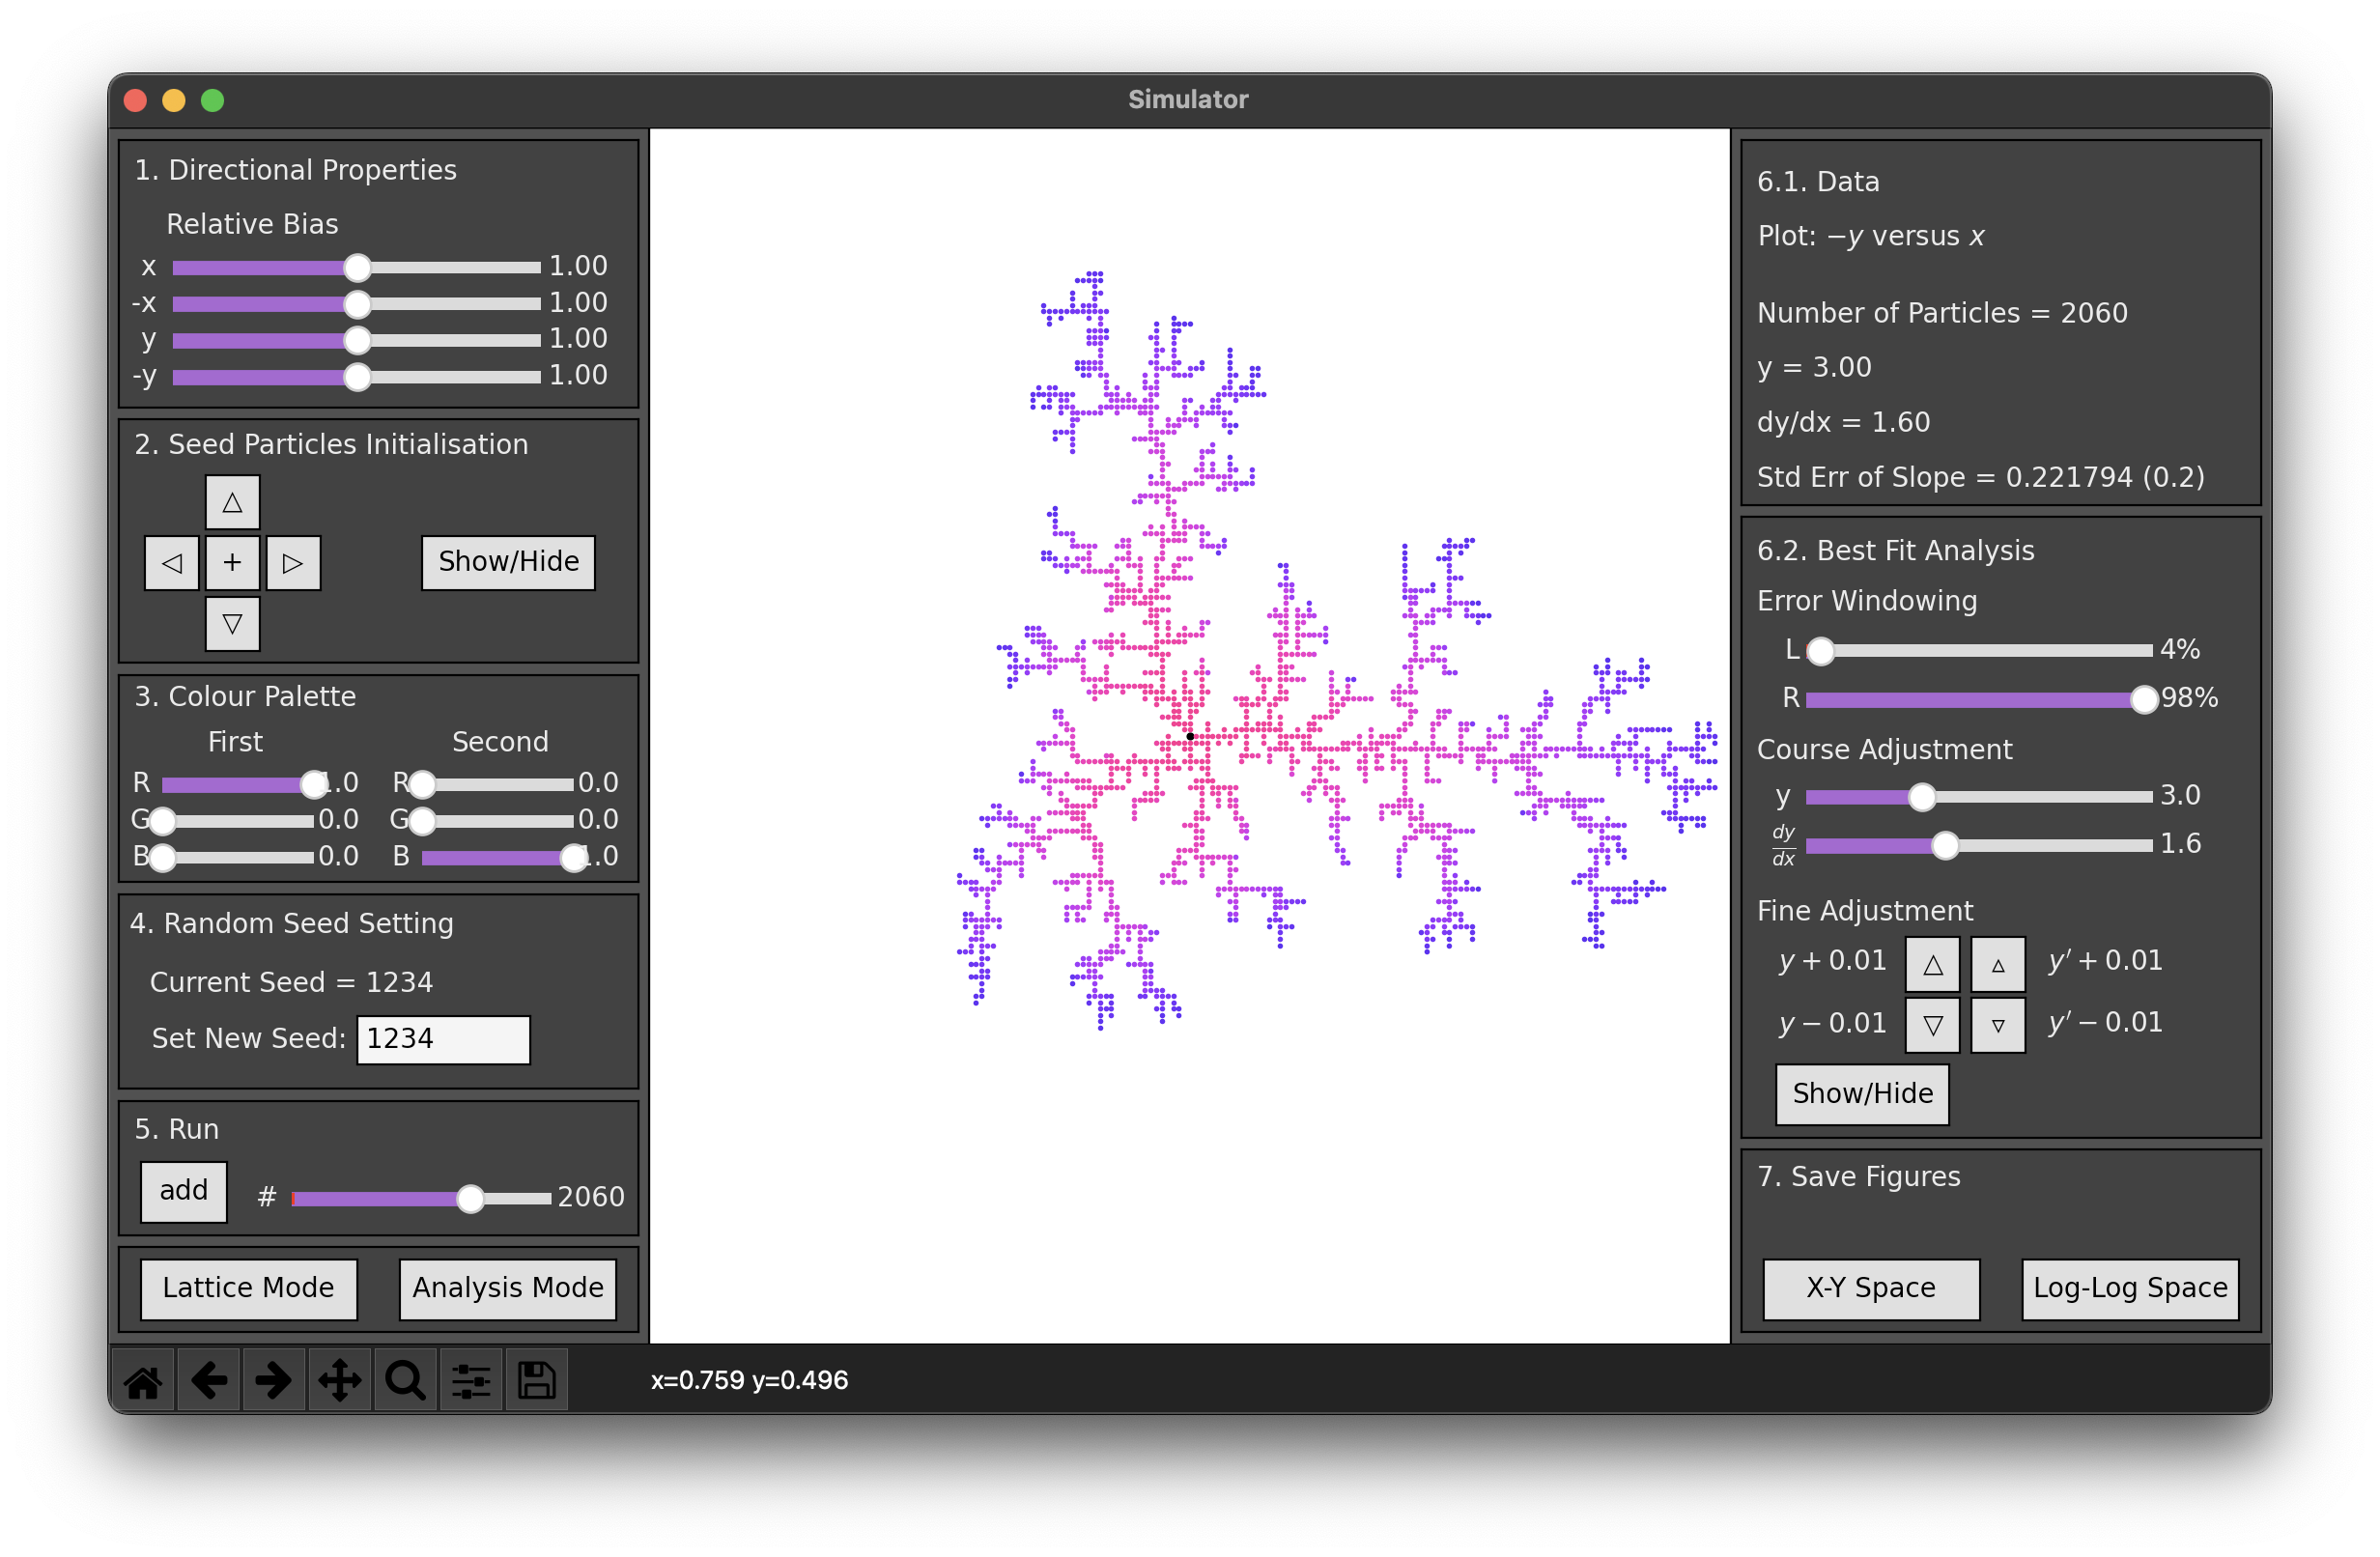 Simulator
1. Directional Properties
Relative Bias
x 1.00
-x 1.00
y 1.00
-y 1.00
2. Seed Particles Initialisation
△
◁ + ▷ Show/Hide
▽
3. Colour Palette
First Second
R 1.0 R 0.0
G 0.0 G 0.0
B 0.0 B 1.0
4. Random Seed Setting
Current Seed = 1234
Set New Seed: 1234
5. Run
add # 2060
Lattice Mode Analysis Mode
x=0.759 y=0.496
6.1. Data
Plot: −y versus x
Number of Particles = 2060
y = 3.00
dy/dx = 1.60
Std Err of Slope = 0.221794 (0.2)
6.2. Best Fit Analysis
Error Windowing
L 4%
R 98%
Course Adjustment
y 3.0
dy/dx 1.6
Fine Adjustment
y + 0.01 △ ▵ y′ + 0.01
y − 0.01 ▽ ▿ y′ − 0.01
Show/Hide
7. Save Figures
X-Y Space Log-Log Space